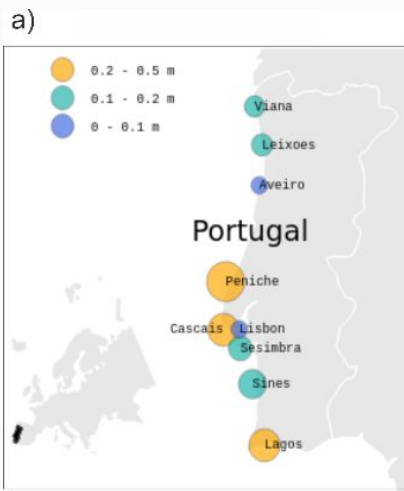 a)
0.2 - 0.5 m
0.1 - 0.2 m
0 - 0.1 m
Viana
Leixoes
Aveiro
Portugal
Peniche
Cascais
Lisbon
Sesimbra
Sines
Lagos